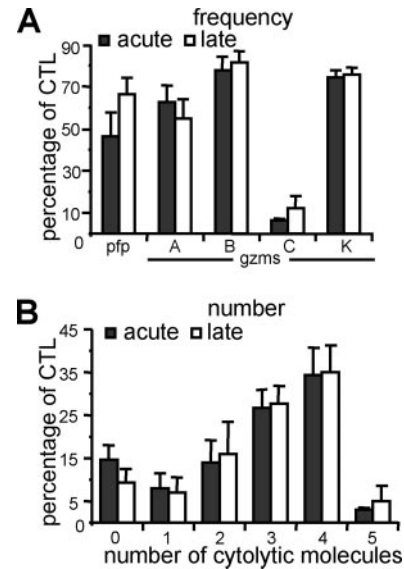 A
frequency
acute late
percentage of CTL
90
70
50
30
10
0
pfp A B C K
gzms
B
number
acute late
percentage of CTL
45
35
25
15
5
0
0 1 2 3 4 5
number of cytolytic molecules